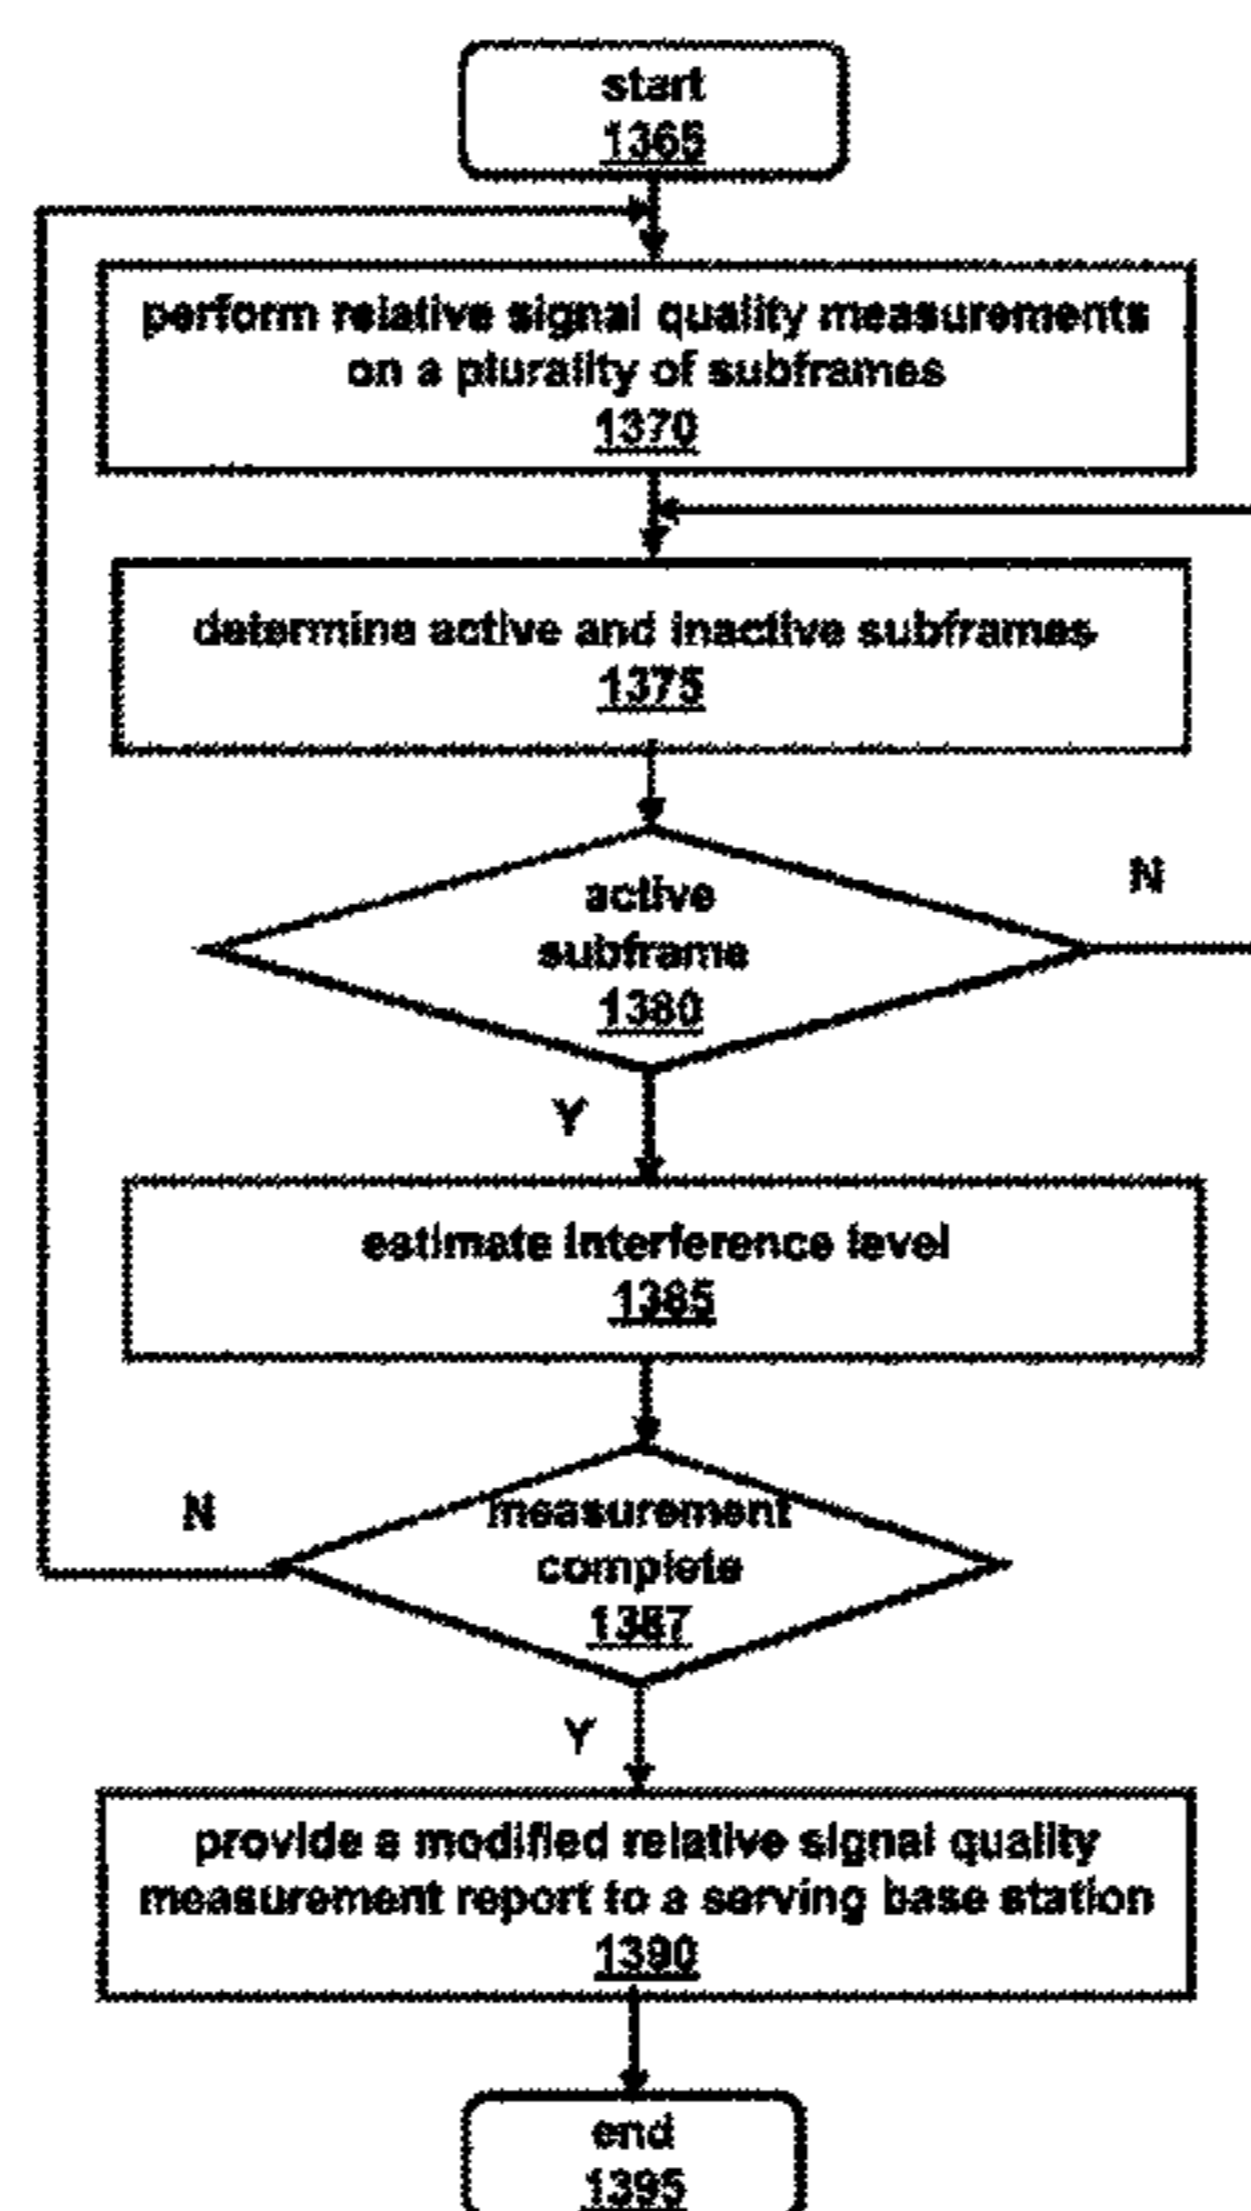 start
1365
perform relative signal quality measurements
on a plurality of subframes
1370
determine active and inactive subframes
1375
active
subframe
1380
N
Y
estimate interference level
1385
measurement
complete
1387
N
Y
provide a modified relative signal quality
measurement report to a serving base station
1390
end
1395